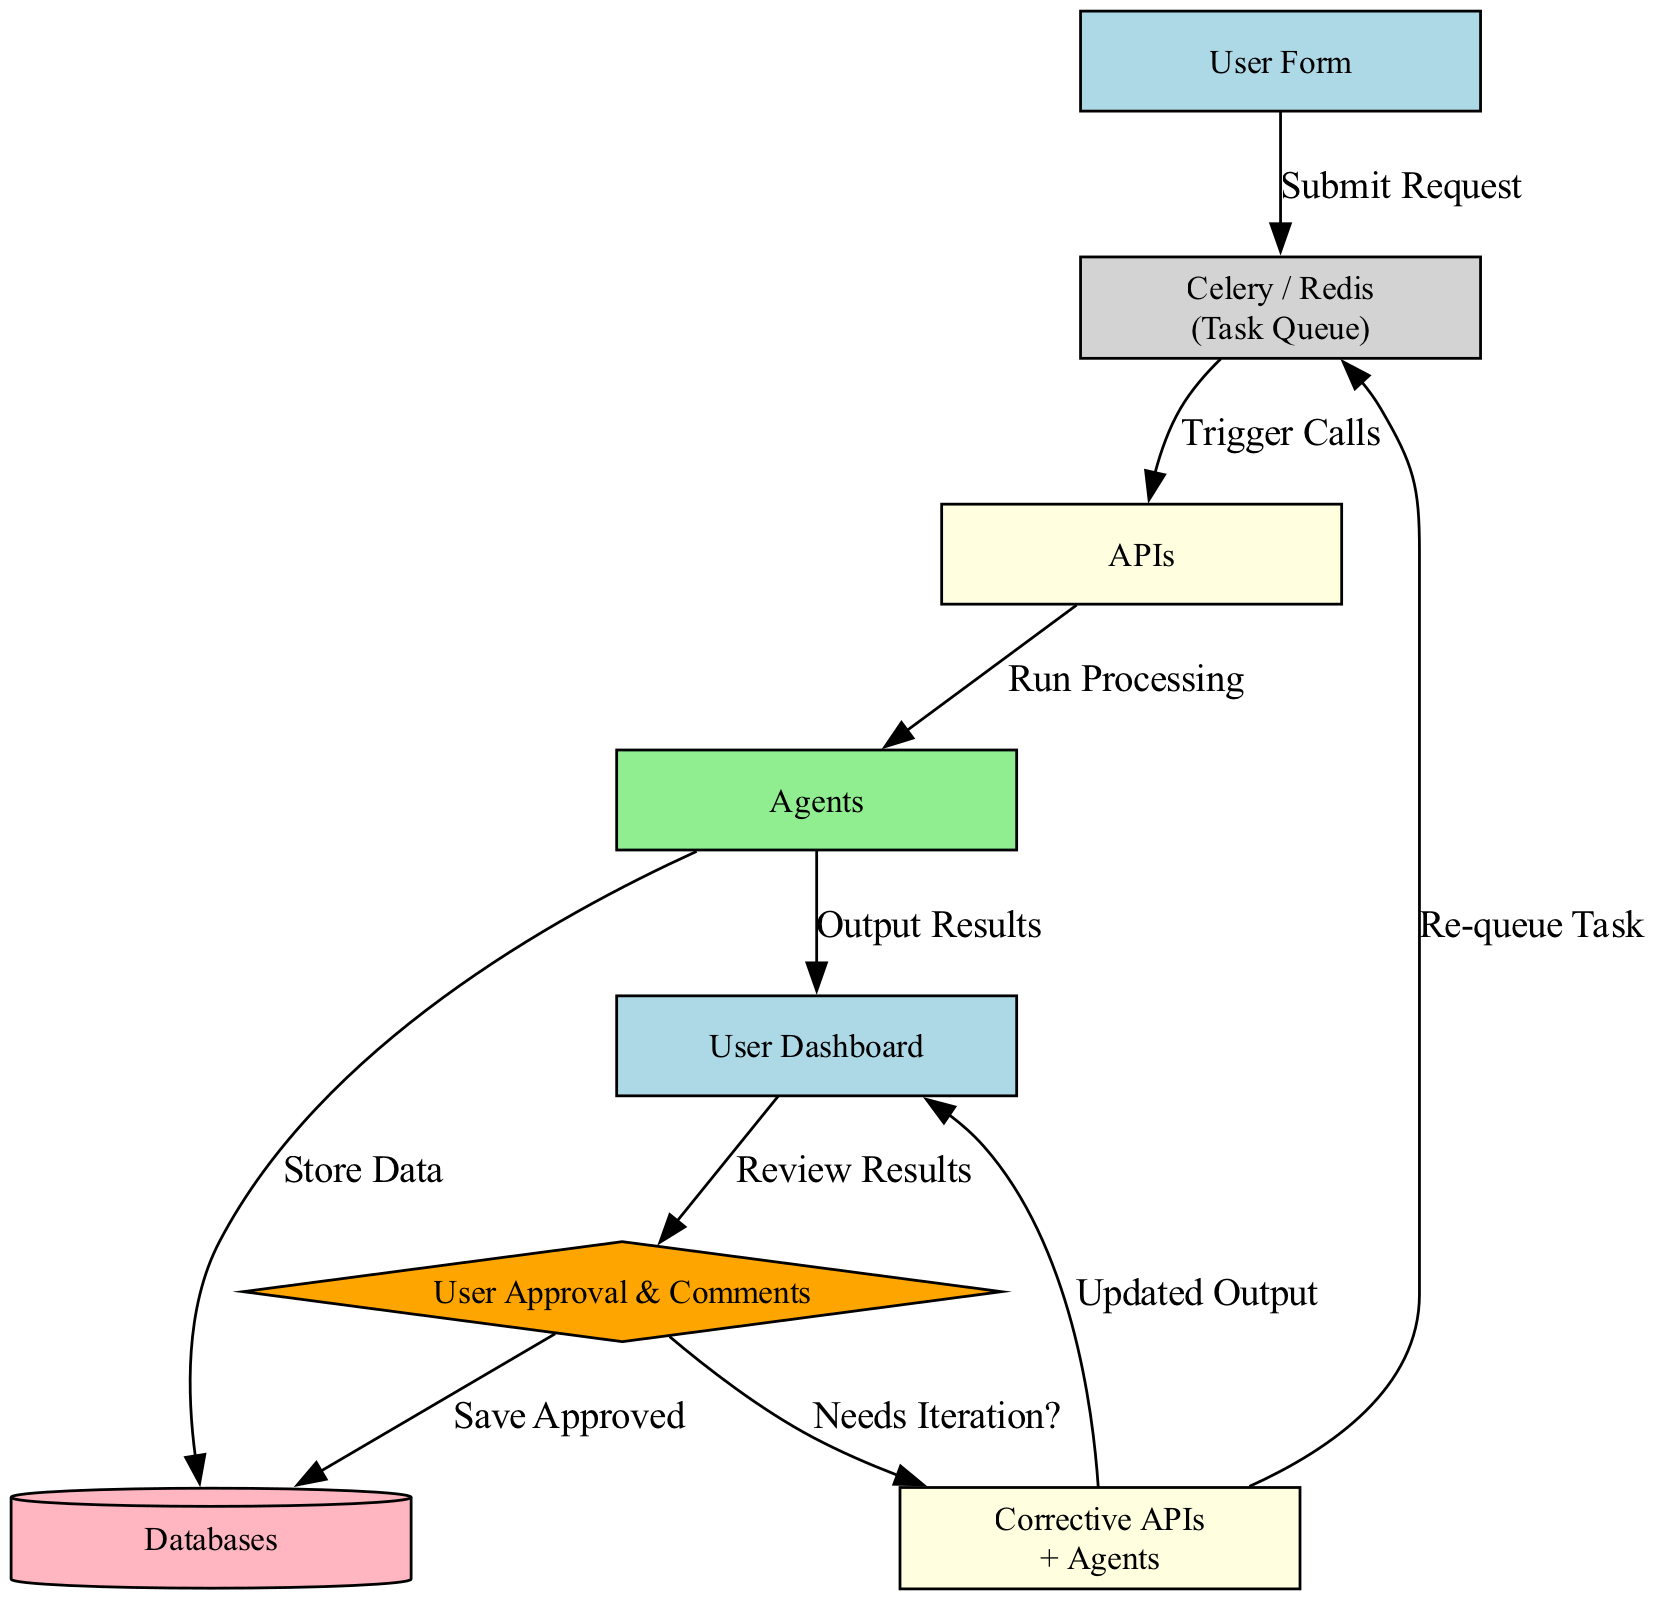 User Form
Submit Request
Celery / Redis
(Task Queue)
Trigger Calls
APIs
Run Processing
Agents
Output Results
Re-queue Task
User Dashboard
Store Data
Review Results
User Approval & Comments
Updated Output
Save Approved
Needs Iteration?
Databases
Corrective APIs
+ Agents